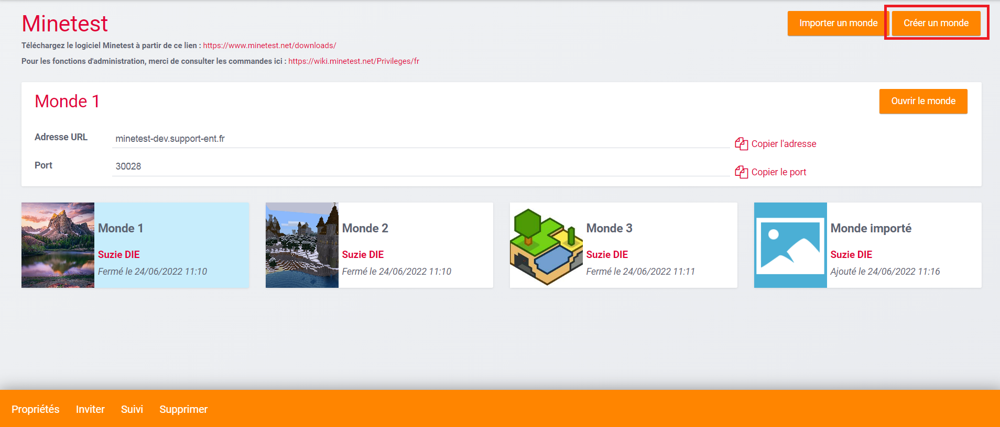 Minetest
Importer un monde
Créer un monde
Téléchargez le logiciel Minetest à partir de ce lien : https://www.minetest.net/downloads/
Pour les fonctions d'administration, merci de consulter les commandes ici : https://wiki.minetest.net/Privileges/fr
Monde 1
Ouvrir le monde
Adresse URL minetest-dev.support-ent.fr Copier l'adresse
Port 30028 Copier le port
Monde 1
Suzie DIE
Fermé le 24/06/2022 11:10
Monde 2
Suzie DIE
Fermé le 24/06/2022 11:10
Monde 3
Suzie DIE
Fermé le 24/06/2022 11:11
Monde importé
Suzie DIE
Ajouté le 24/06/2022 11:16
Propriétés Inviter Suivi Supprimer